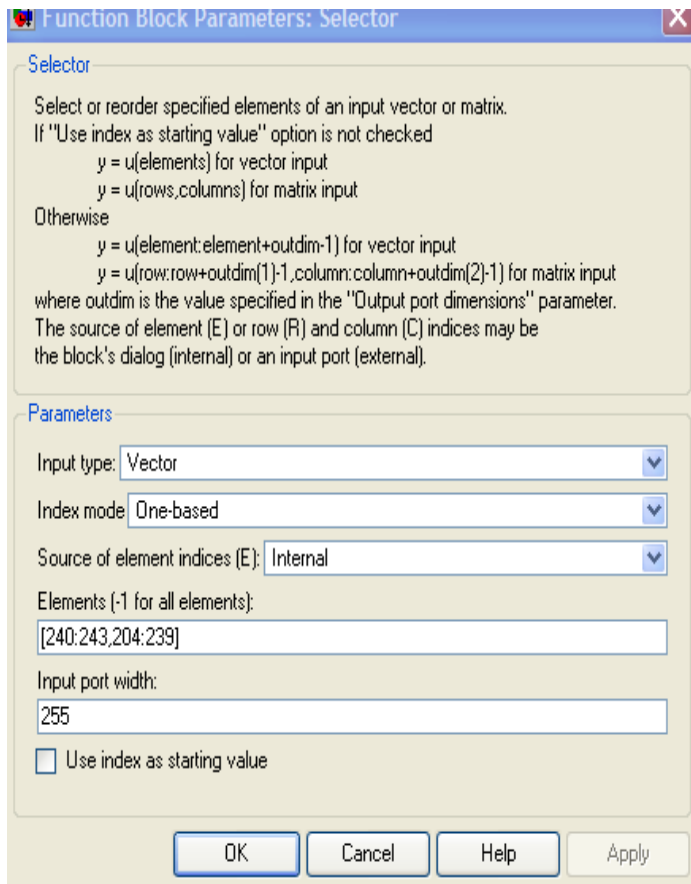 Function Block Parameters: Selector
Selector
Select or reorder specified elements of an input vector or matrix.
If "Use index as starting value" option is not checked
y = u(elements) for vector input
y = u(rows,columns) for matrix input
Otherwise
y = u(element:element+outdim-1) for vector input
y = u(row:row+outdim(1)-1,column:column+outdim(2)-1) for matrix input
where outdim is the value specified in the "Output port dimensions" parameter.
The source of element (E) or row (R) and column (C) indices may be
the block's dialog (internal) or an input port (external).
Parameters
Input type: Vector
Index mode One-based
Source of element indices (E): Internal
Elements (-1 for all elements):
[240:243,204:239]
Input port width:
255
Use index as starting value
OK Cancel Help Apply